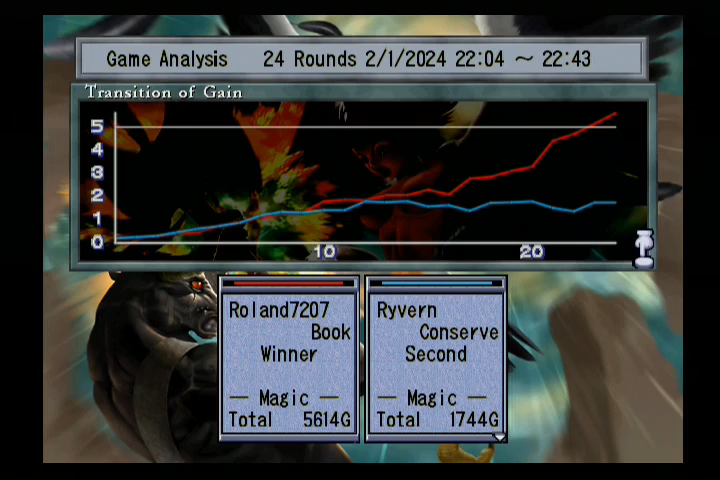 Game Analysis 24 Rounds 2/1/2024 22:04 ~ 22:43
Transition of Gain
5
4
3
2
1
0
10 20
Roland7207
Book
Winner
— Magic —
Total 5614G
Ryvern
Conserve
Second
— Magic —
Total 1744G